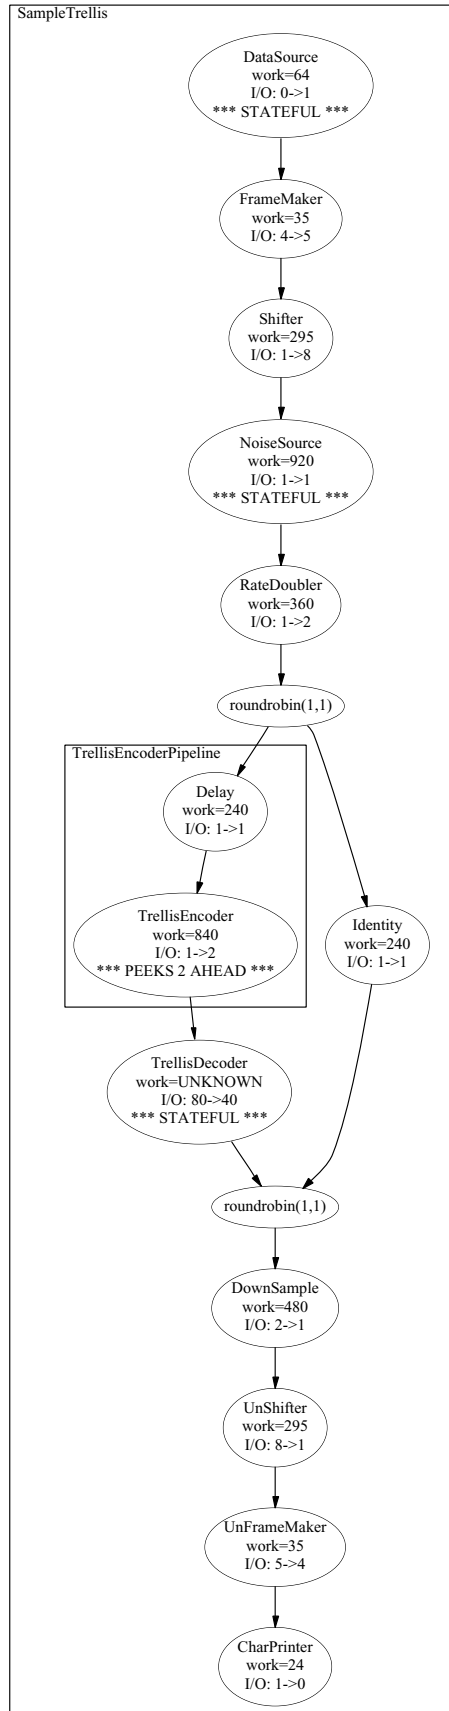 SampleTrellis
DataSource
work=64
I/O: 0->1
*** STATEFUL ***
FrameMaker
work=35
I/O: 4->5
Shifter
work=295
I/O: 1->8
NoiseSource
work=920
I/O: 1->1
*** STATEFUL ***
RateDoubler
work=360
I/O: 1->2
roundrobin(1,1)
TrellisEncoderPipeline
Delay
work=240
I/O: 1->1
TrellisEncoder
work=840
I/O: 1->2
*** PEEKS 2 AHEAD ***
Identity
work=240
I/O: 1->1
TrellisDecoder
work=UNKNOWN
I/O: 80->40
*** STATEFUL ***
roundrobin(1,1)
DownSample
work=480
I/O: 2->1
UnShifter
work=295
I/O: 8->1
UnFrameMaker
work=35
I/O: 5->4
CharPrinter
work=24
I/O: 1->0